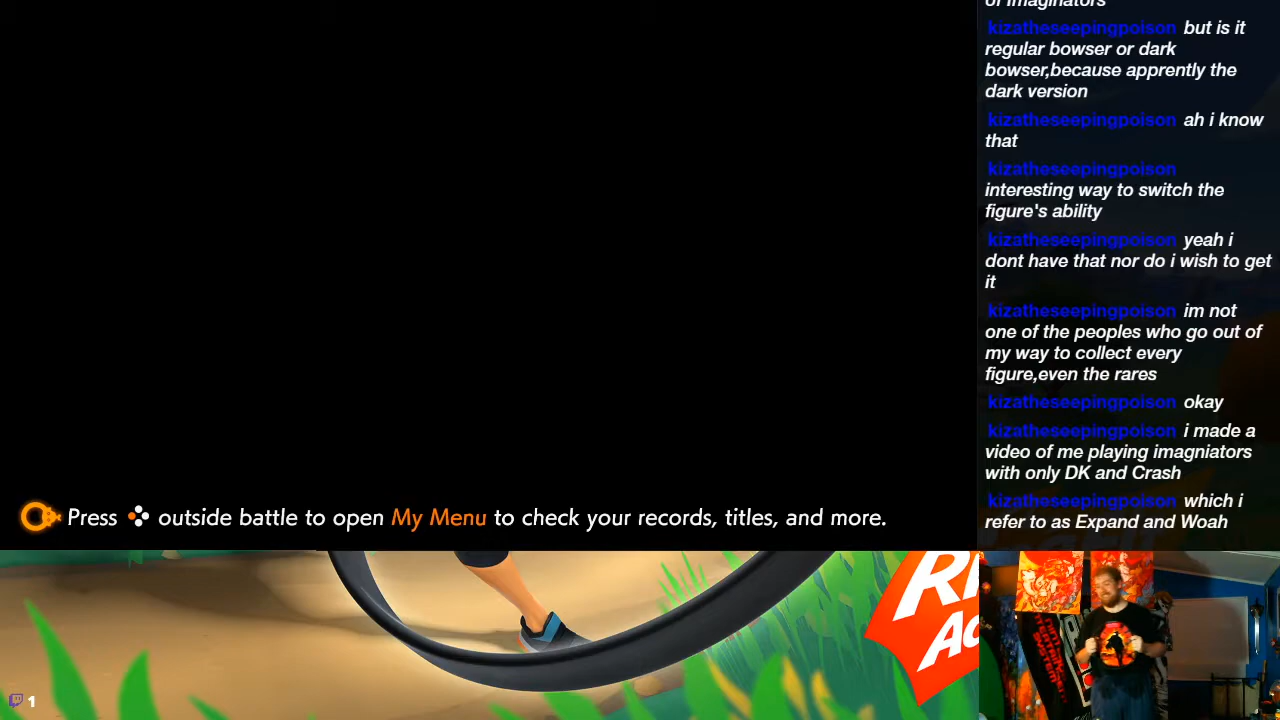 of Imaginators
kizatheseepingpoison but is it
regular bowser or dark
bowser,because apprently the
dark version
kizatheseepingpoison ah i know
that
kizatheseepingpoison
interesting way to switch the
figure's ability
kizatheseepingpoison yeah i
dont have that nor do i wish to get
it
kizatheseepingpoison im not
one of the peoples who go out of
my way to collect every
figure,even the rares
kizatheseepingpoison okay
kizatheseepingpoison i made a
video of me playing imagniators
with only DK and Crash
kizatheseepingpoison which i
refer to as Expand and Woah
Press outside battle to open My Menu to check your records, titles, and more.
1